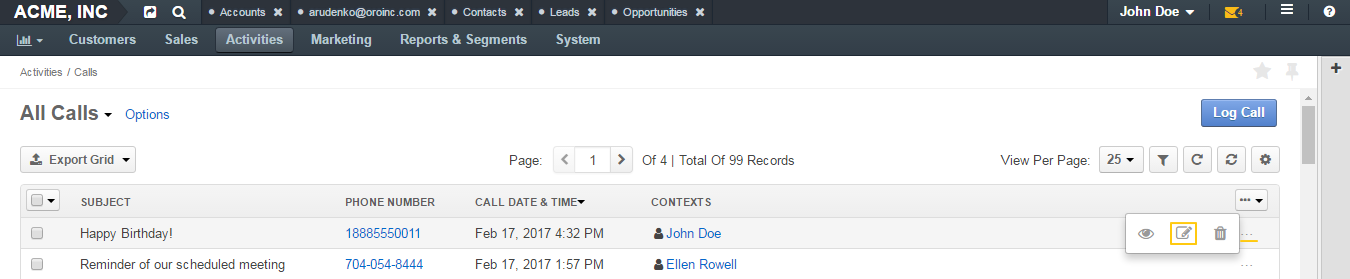 ACME, INC Accounts arudenko@oroinc.com Contacts Leads Opportunities John Doe 4
Customers Sales Activities Marketing Reports & Segments System
Activities / Calls
All Calls Options Log Call
Export Grid Page: 1 Of 4 | Total Of 99 Records View Per Page: 25
SUBJECT PHONE NUMBER CALL DATE & TIME CONTEXTS
Happy Birthday! 18885550011 Feb 17, 2017 4:32 PM John Doe
Reminder of our scheduled meeting 704-054-8444 Feb 17, 2017 1:57 PM Ellen Rowell